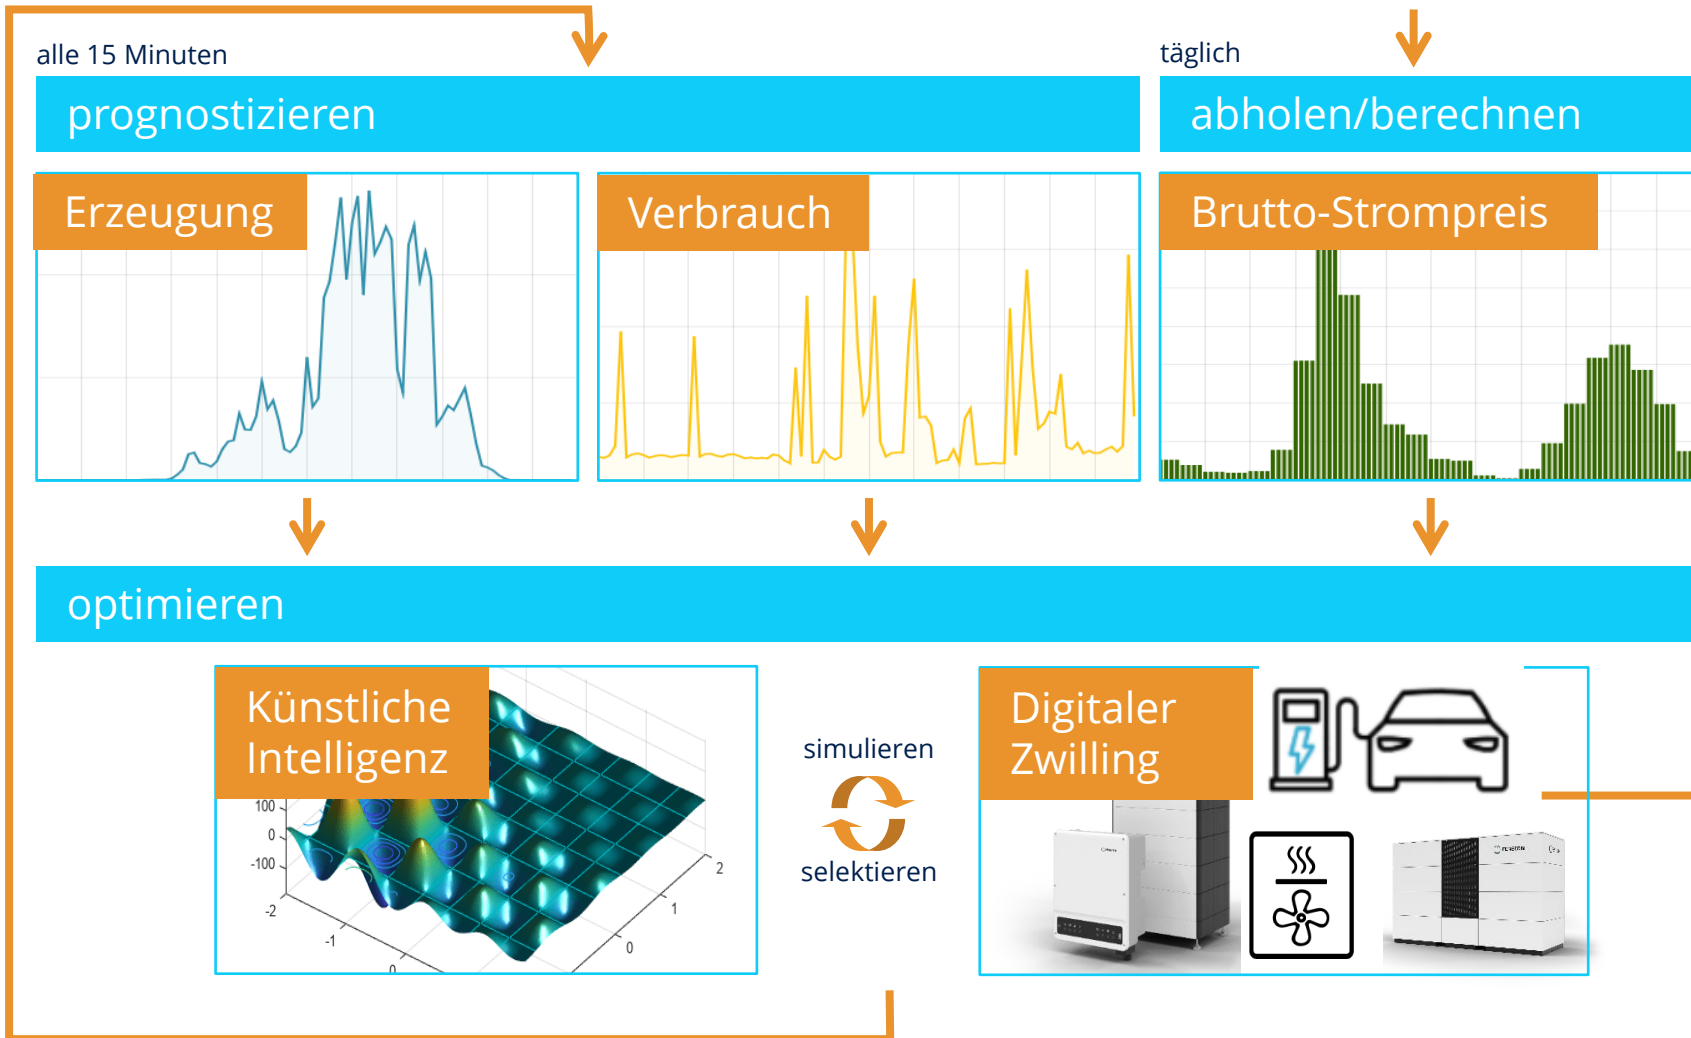 alle 15 Minuten
täglich
prognostizieren
abholen/berechnen
Erzeugung
Verbrauch
Brutto-Strompreis
optimieren
Künstliche
Intelligenz
simulieren
selektieren
Digitaler
Zwilling
100
0
-100
-2
-1
0
0
1
2